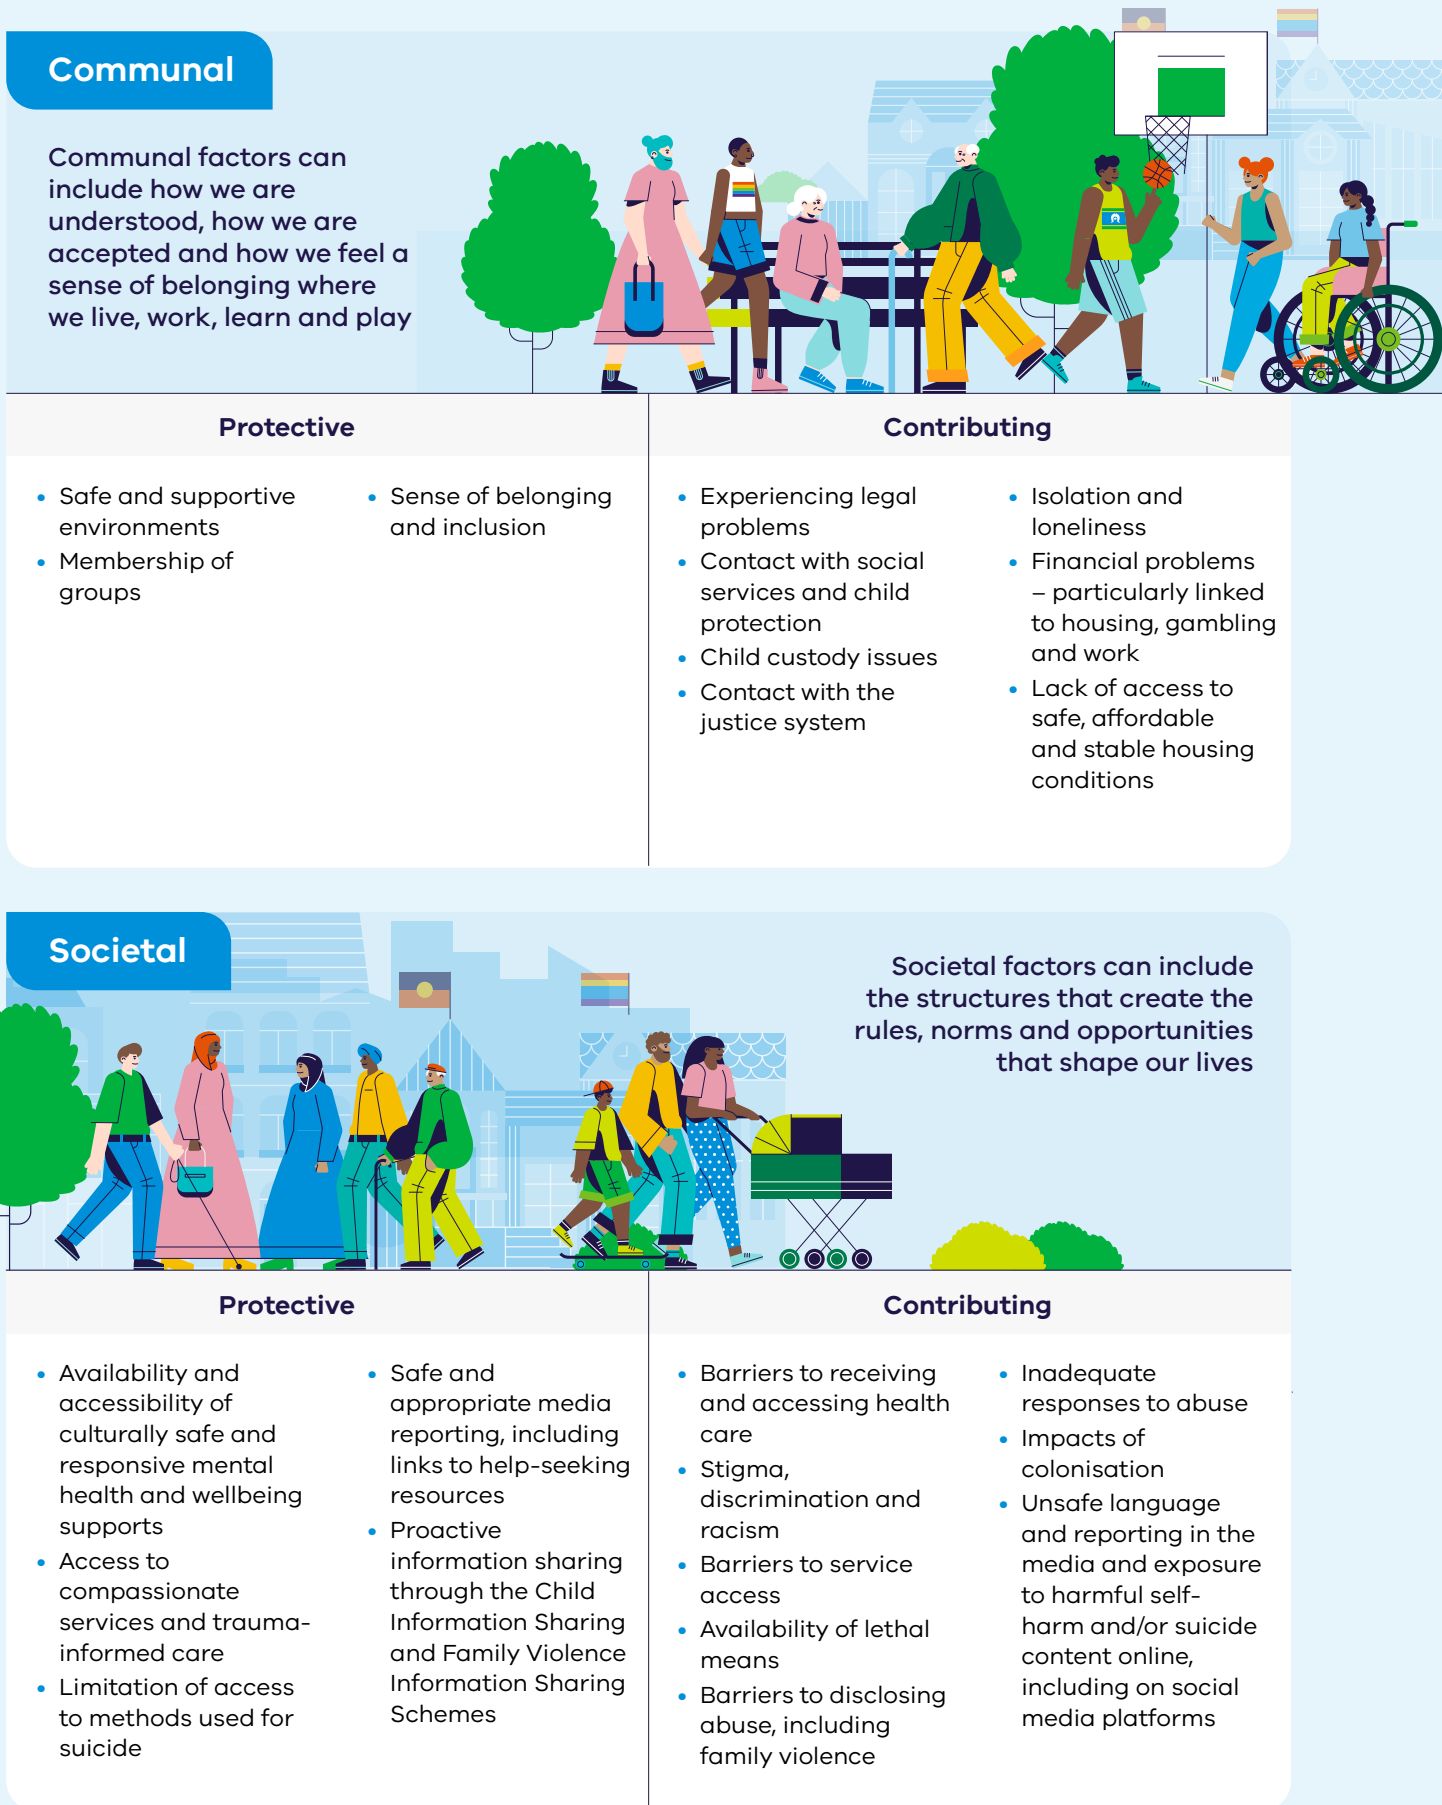 Communal
Communal factors can
include how we are
understood, how we are
accepted and how we feel a
sense of belonging where
we live, work, learn and play
Protective
• Safe and supportive
environments
• Membership of
groups
• Sense of belonging
and inclusion
Contributing
• Experiencing legal
problems
• Contact with social
services and child
protection
• Child custody issues
• Contact with the
justice system
• Isolation and
loneliness
• Financial problems
– particularly linked
to housing, gambling
and work
• Lack of access to
safe, affordable
and stable housing
conditions
Societal
Societal factors can include
the structures that create the
rules, norms and opportunities
that shape our lives
Protective
• Availability and
accessibility of
culturally safe and
responsive mental
health and wellbeing
supports
• Access to
compassionate
services and trauma-
informed care
• Limitation of access
to methods used for
suicide
• Safe and
appropriate media
reporting, including
links to help-seeking
resources
• Proactive
information sharing
through the Child
Information Sharing
and Family Violence
Information Sharing
Schemes
Contributing
• Barriers to receiving
and accessing health
care
• Stigma,
discrimination and
racism
• Barriers to service
access
• Availability of lethal
means
• Barriers to disclosing
abuse, including
family violence
• Inadequate
responses to abuse
• Impacts of
colonisation
• Unsafe language
and reporting in the
media and exposure
to harmful self-
harm and/or suicide
content online,
including on social
media platforms